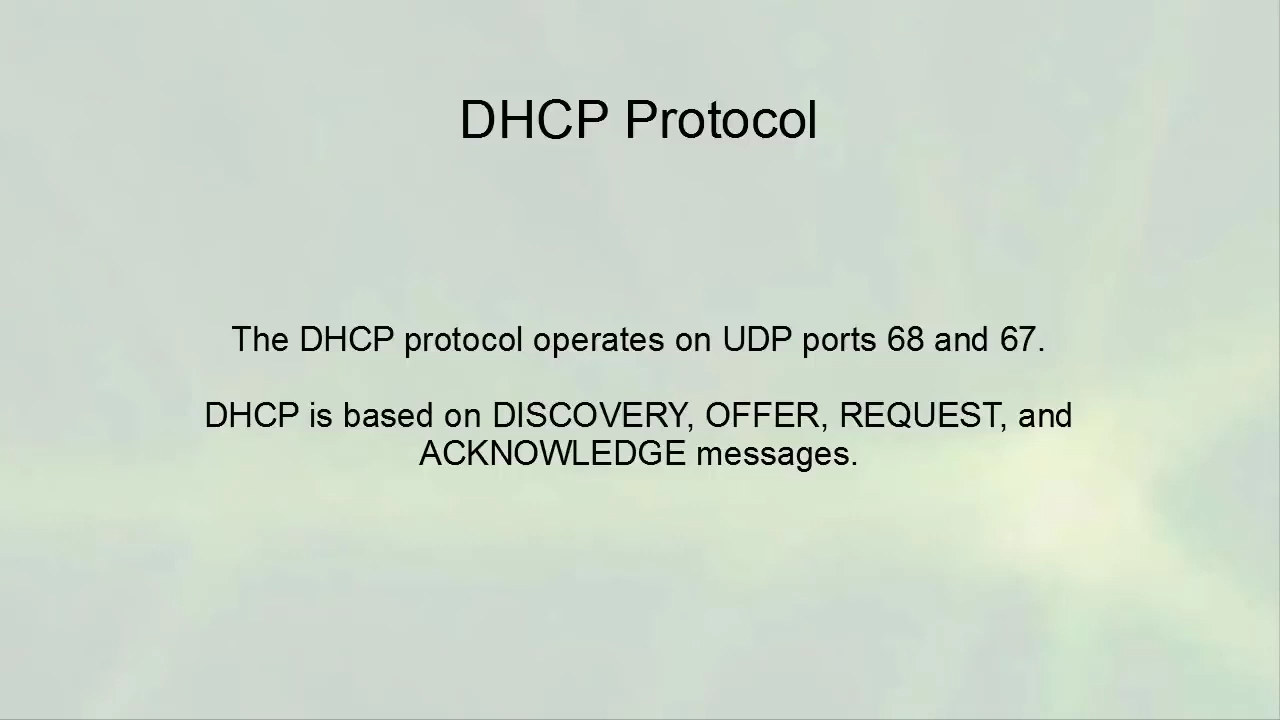 DHCP Protocol
The DHCP protocol operates on UDP ports 68 and 67.
DHCP is based on DISCOVERY, OFFER, REQUEST, and
ACKNOWLEDGE messages.